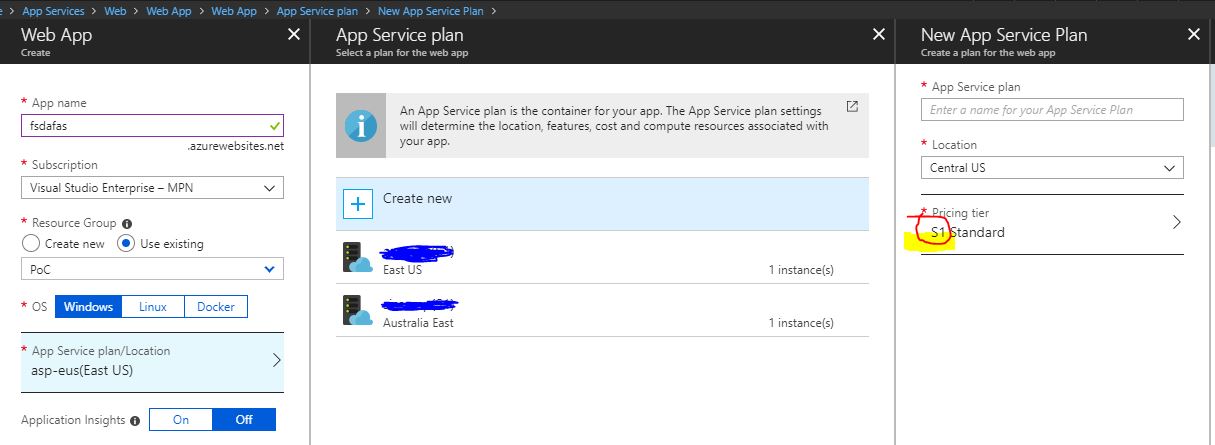 App Services > Web > Web App > Web App > App Service plan > New App Service Plan >
Web App
Create
* App name
fsdafas
.azurewebsites.net
* Subscription
Visual Studio Enterprise – MPN
* Resource Group
Create new
Use existing
PoC
* OS
Windows
Linux
Docker
* App Service plan/Location
asp-eus(East US)
Application Insights
On
Off
App Service plan
Select a plan for the web app
An App Service plan is the container for your app. The App Service plan settings
will determine the location, features, cost and compute resources associated with
your app.
Create new
East US
1 instance(s)
Australia East
1 instance(s)
New App Service Plan
Create a plan for the web app
* App Service plan
Enter a name for your App Service Plan
* Location
Central US
* Pricing tier
S1 Standard